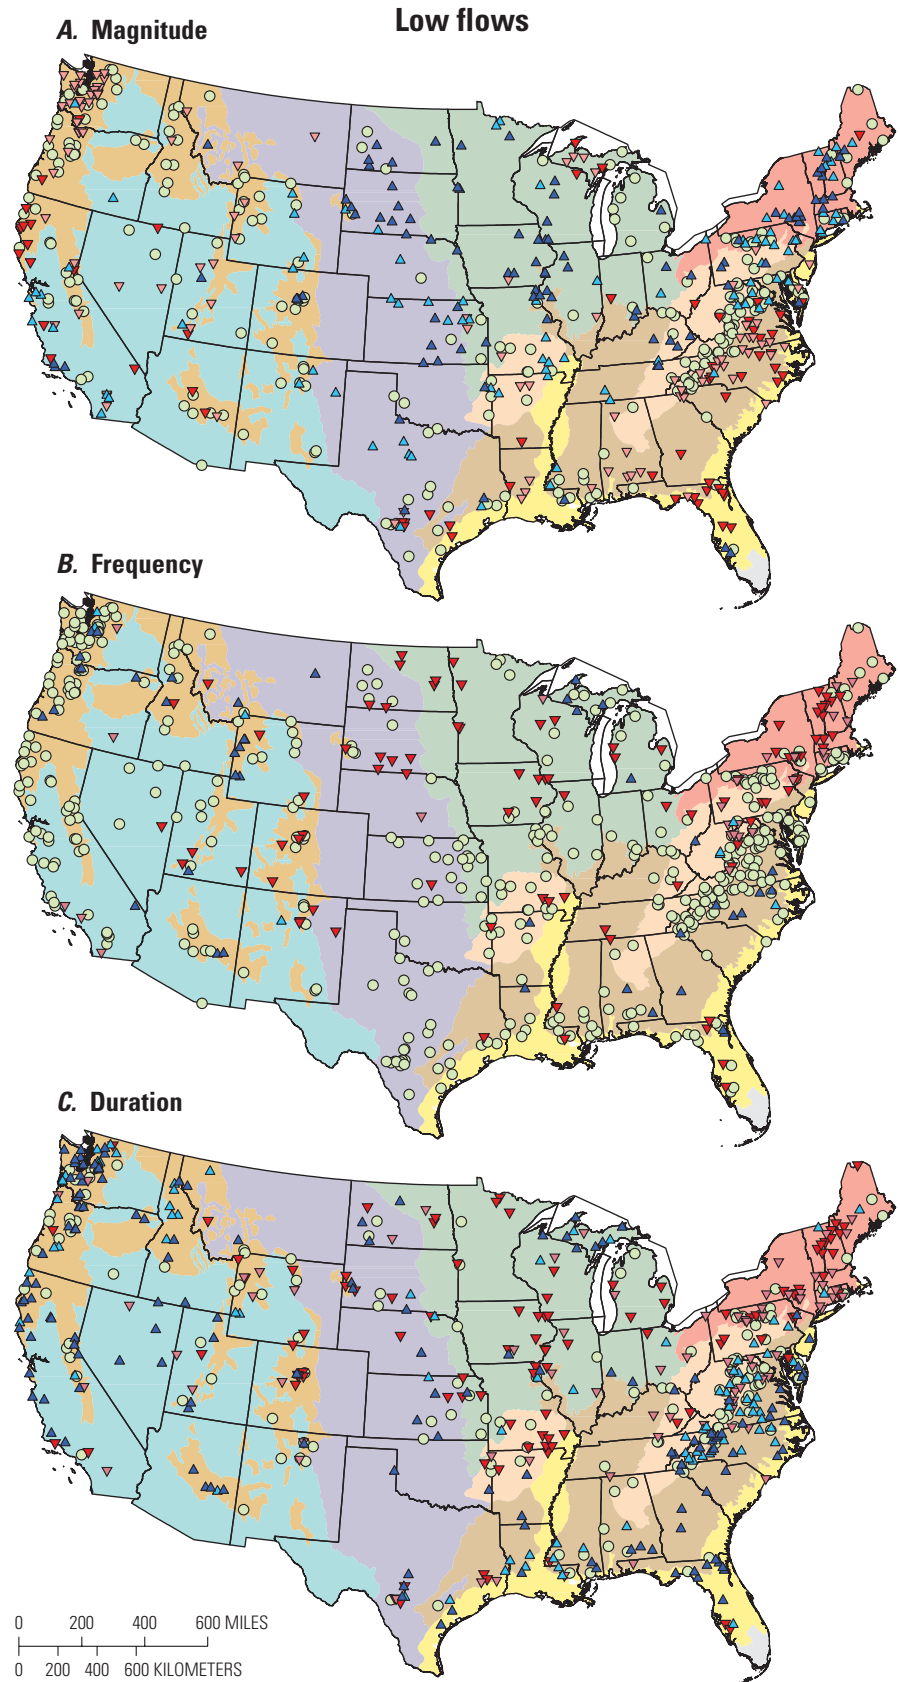 Low flows
A. Magnitude
B. Frequency
C. Duration
0 200 400 600 MILES
0 200 400 600 KILOMETERS